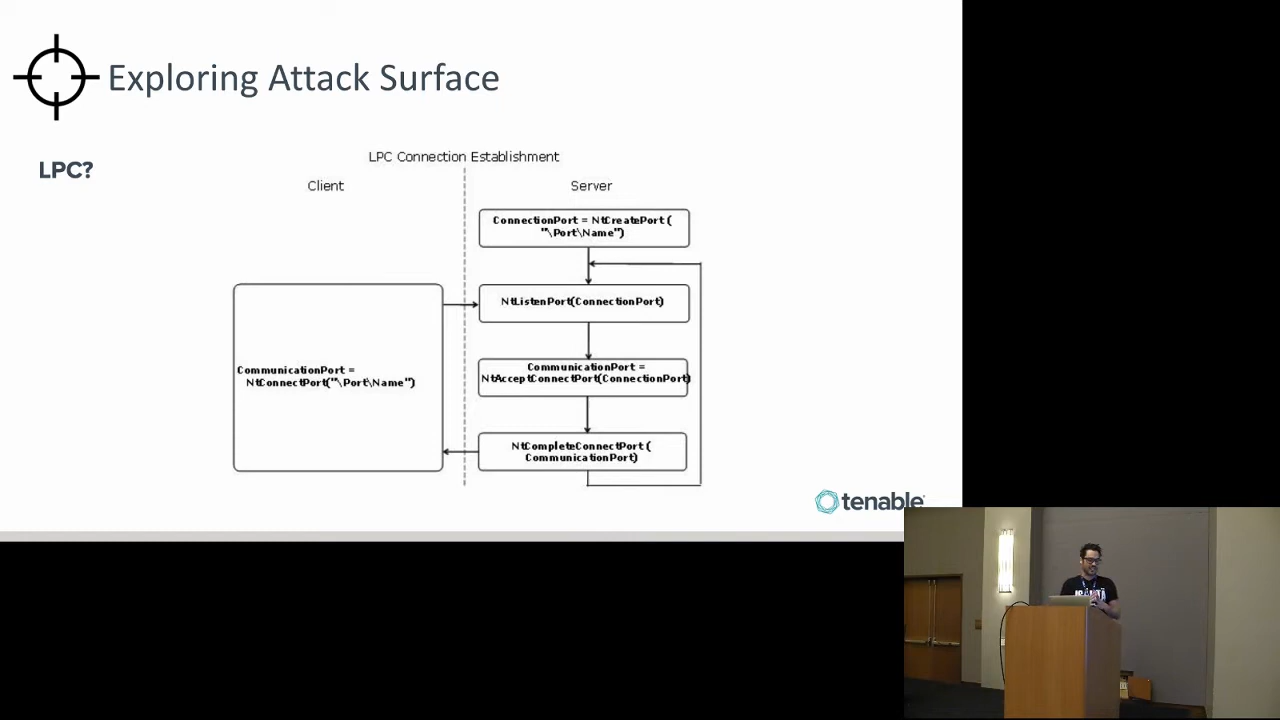 Exploring Attack Surface
LPC?
LPC Connection Establishment
Client
Server
ConnectionPort = NtCreatePort (
"\Port\Name")
NtListenPort(ConnectionPort)
CommunicationPort =
NtConnectPort("\Port\Name")
CommunicationPort =
NtAcceptConnectPort(ConnectionPort)
NtCompleteConnectPort (
CommunicationPort)
tenable